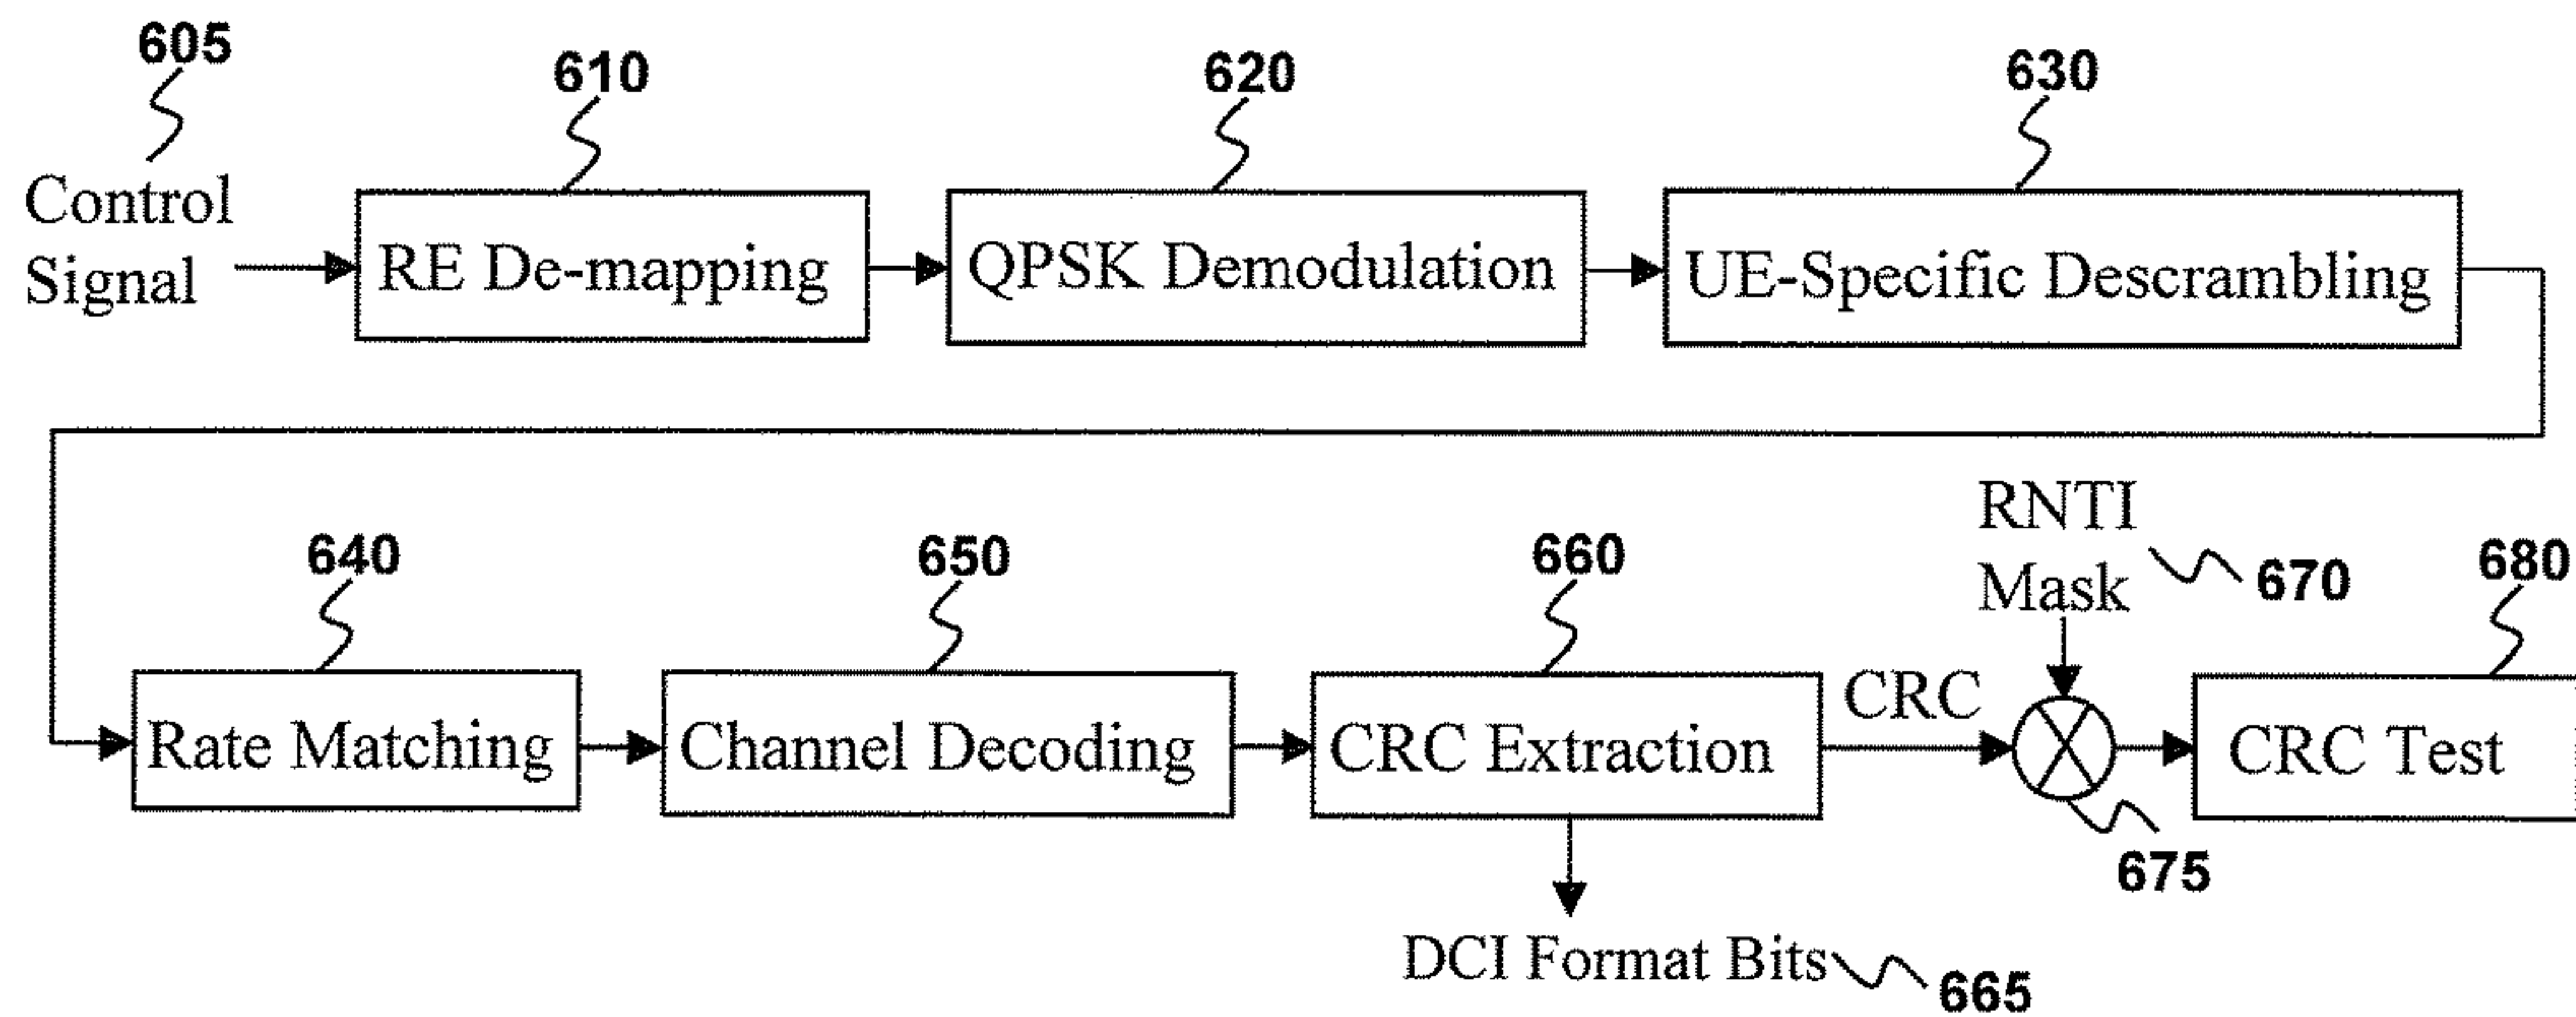 605
610
620
630
Control
Signal
RE De-mapping
QPSK Demodulation
UE-Specific Descrambling
RNTI
Mask
670
640
650
660
680
Rate Matching
Channel Decoding
CRC Extraction
CRC
CRC Test
675
DCI Format Bits
665